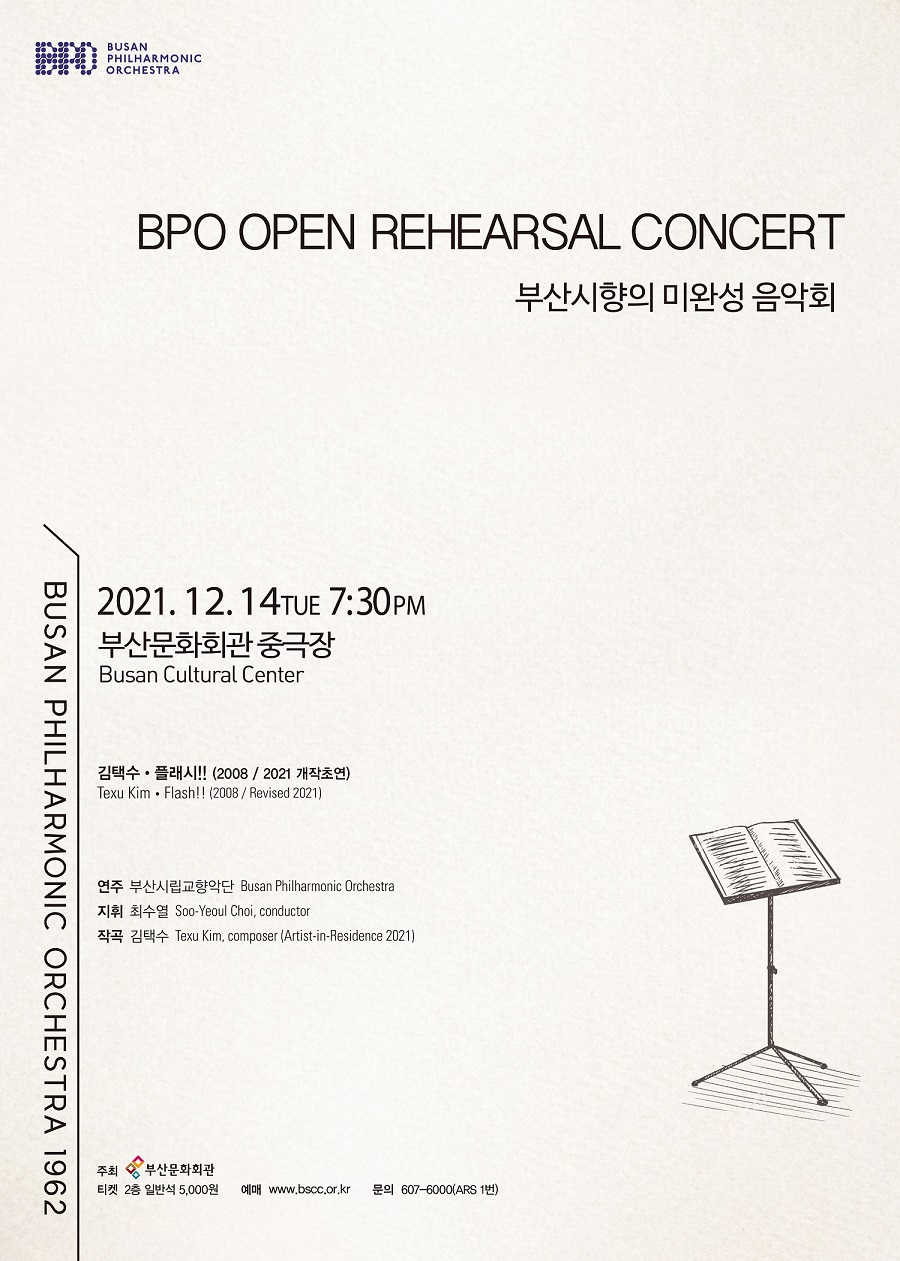 BPO BUSAN
PHILHARMONIC
ORCHESTRA
BPO OPEN REHEARSAL CONCERT
부산시향의 미완성 음악회
BUSAN PHILHARMONIC ORCHESTRA 1962
2021. 12. 14TUE 7:30PM
부산문화회관 중극장
Busan Cultural Center
김택수 • 플래시!! (2008 / 2021 개작초연)
Texu Kim • Flash!! (2008 / Revised 2021)
연주 부산시립교향악단 Busan Philharmonic Orchestra
지휘 최수열 Soo-Yeoul Choi, conductor
작곡 김택수 Texu Kim, composer (Artist-in-Residence 2021)
주최 부산문화회관
티켓 2층 일반석 5,000원 예매 www.bscc.or.kr 문의 607-6000(ARS 1번)